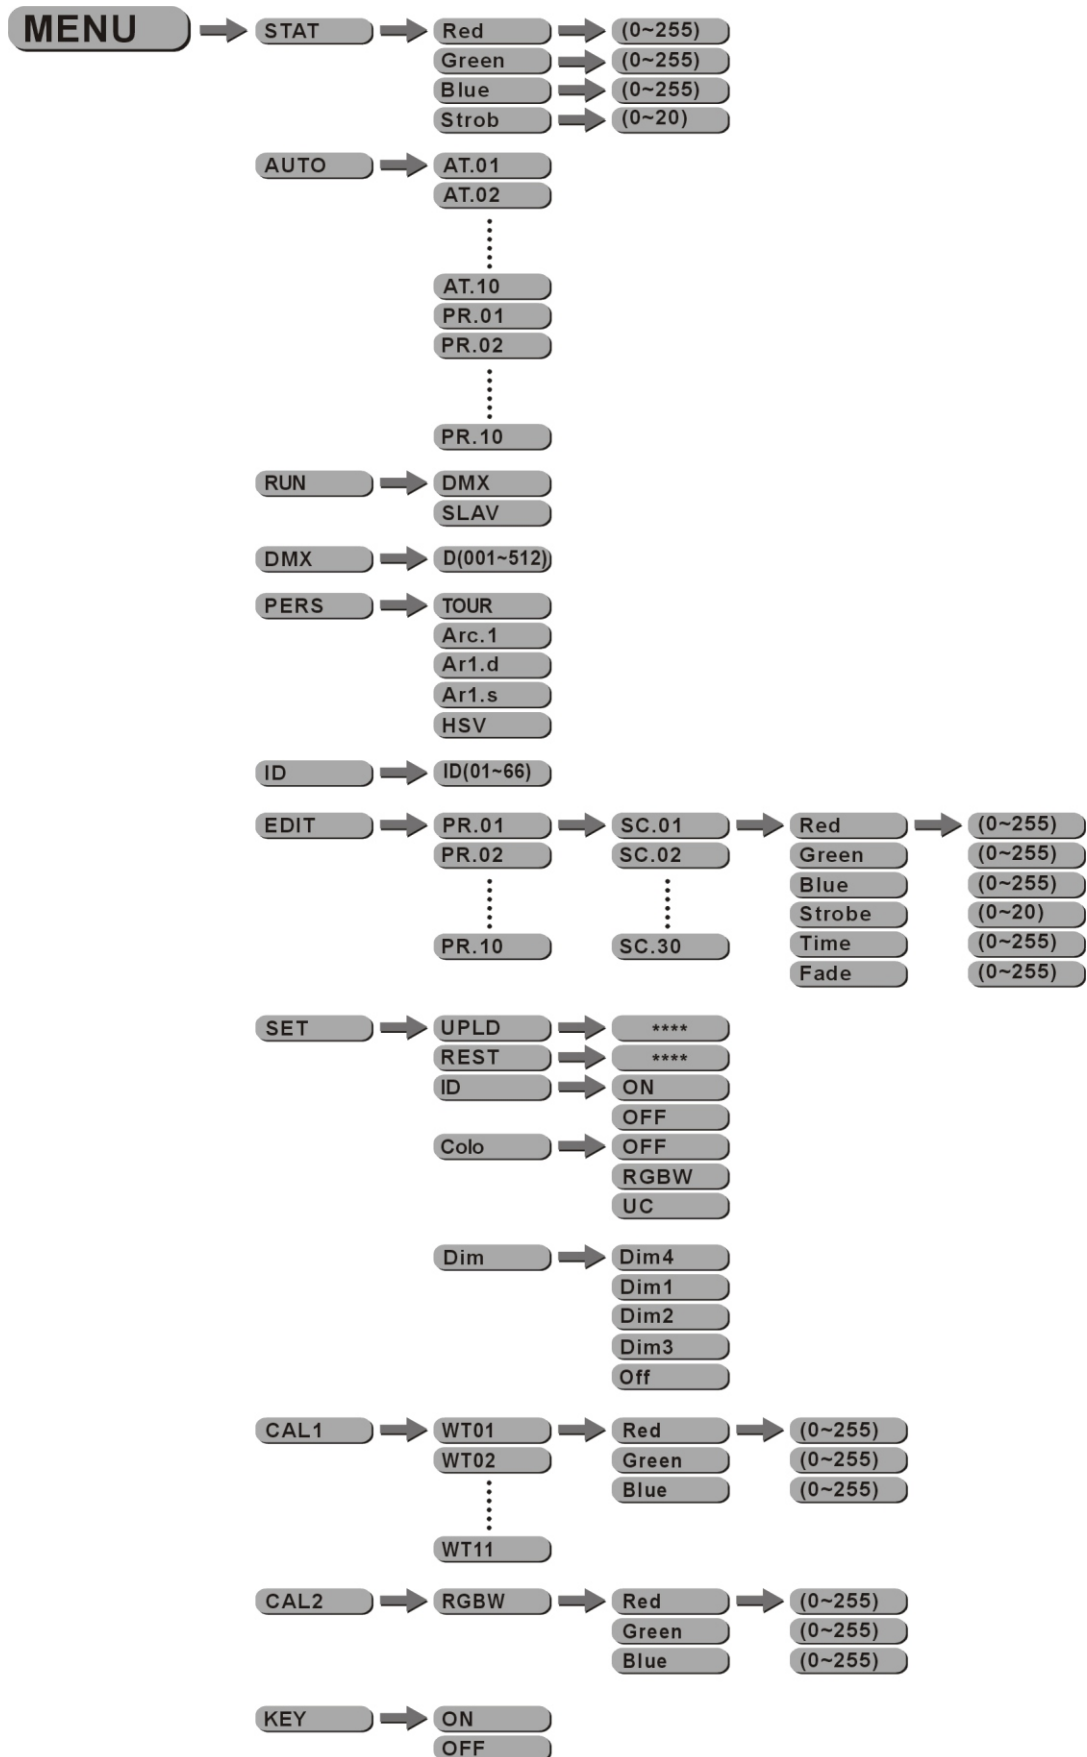 MENU STAT Red (0~255)
Green (0~255)
Blue (0~255)
Strob (0~20)
AUTO AT.01
AT.02
AT.10
PR.01
PR.02
PR.10
RUN DMX
SLAV
DMX D(001~512)
PERS TOUR
Arc.1
Ar1.d
Ar1.s
HSV
ID ID(01~66)
EDIT PR.01 SC.01 Red (0~255)
PR.02 SC.02 Green (0~255)
Blue (0~255)
Strobe (0~20)
PR.10 SC.30 Time (0~255)
Fade (0~255)
SET UPLD ****
REST ****
ID ON
OFF
Colo OFF
RGBW
UC
Dim Dim4
Dim1
Dim2
Dim3
Off
CAL1 WT01 Red (0~255)
WT02 Green (0~255)
Blue (0~255)
WT11
CAL2 RGBW Red (0~255)
Green (0~255)
Blue (0~255)
KEY ON
OFF